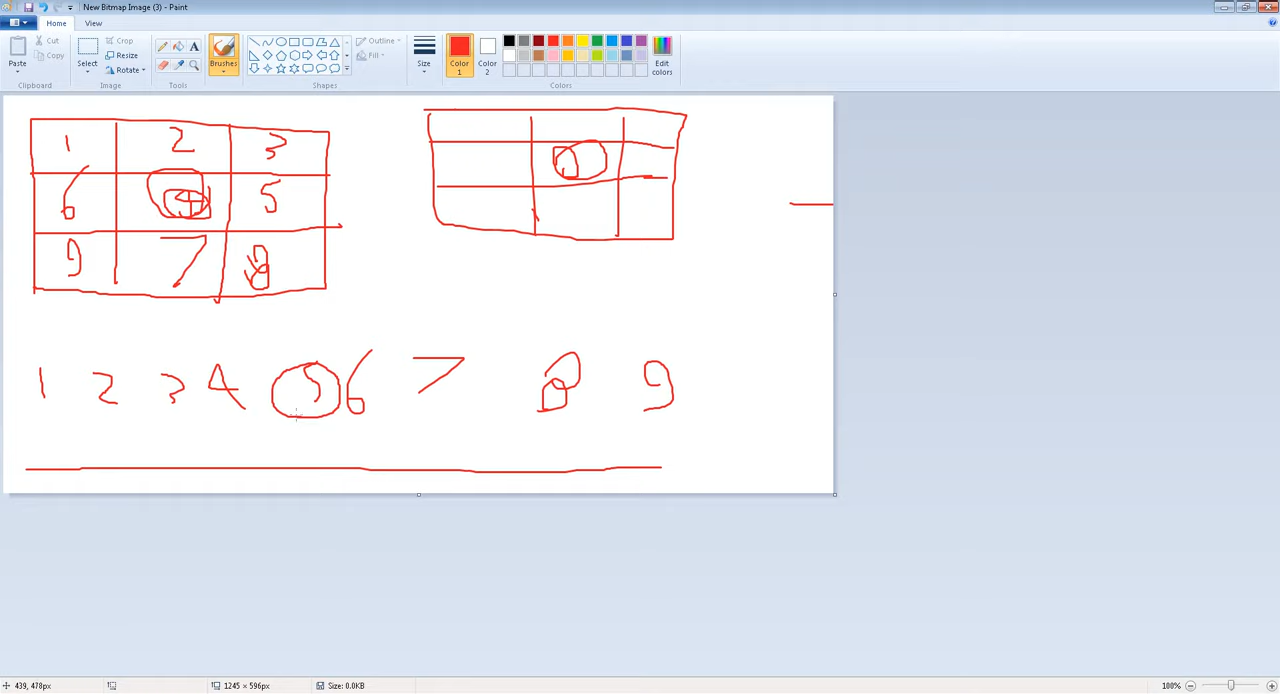 New Bitmap Image (3) - Paint
Home View
Paste
Cut
Copy
Clipboard
Select
Crop
Resize
Rotate
Image
A
Tools
Brushes
Shapes
Outline
Fill
Size
Color 1
Color 2
Edit colors
Colors
1 2 3
6 4 5
9 7 8
1 2 3 4 5 6 7 8 9
439, 478px
1245 × 596px
Size: 0.0KB
100%